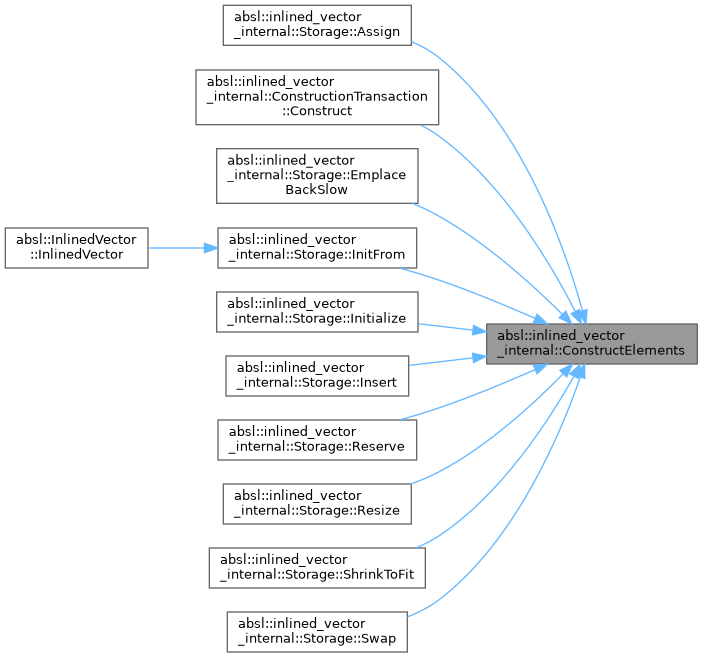 absl::inlined_vector
_internal::Storage::Assign
absl::inlined_vector
_internal::ConstructionTransaction
::Construct
absl::inlined_vector
_internal::Storage::Emplace
BackSlow
absl::InlinedVector
::InlinedVector
absl::inlined_vector
_internal::Storage::InitFrom
absl::inlined_vector
_internal::Storage::Initialize
absl::inlined_vector
_internal::ConstructElements
absl::inlined_vector
_internal::Storage::Insert
absl::inlined_vector
_internal::Storage::Reserve
absl::inlined_vector
_internal::Storage::Resize
absl::inlined_vector
_internal::Storage::ShrinkToFit
absl::inlined_vector
_internal::Storage::Swap